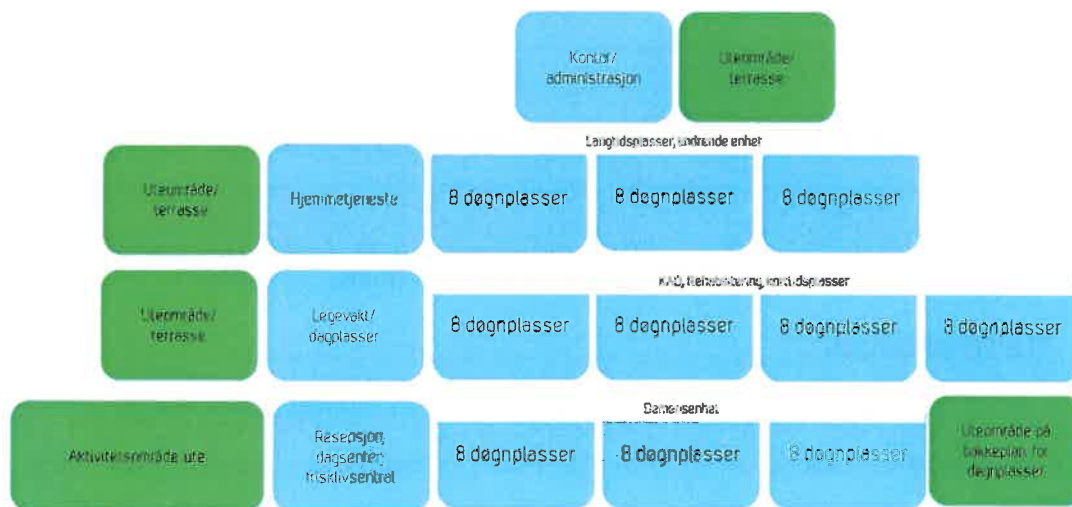 Kontor/
administrasjon
Uteområde/
terrasse
Langtidsplasser, lindrende enhet
Uteområde/
terrasse
Hjemmetjeneste
8 døgnplasser
8 døgnplasser
8 døgnplasser
KAD, Rehabilitering, korttidsplasser
Uteområde/
terrasse
Legevakt/
dagplasser
8 døgnplasser
8 døgnplasser
8 døgnplasser
8 døgnplasser
Demensenhet
Aktivitetsområde ute
Resepsjon,
dagsenter,
frisklivsentral
8 døgnplasser
8 døgnplasser
8 døgnplasser
Uteområde på
bakkeplan for
døgnplasser